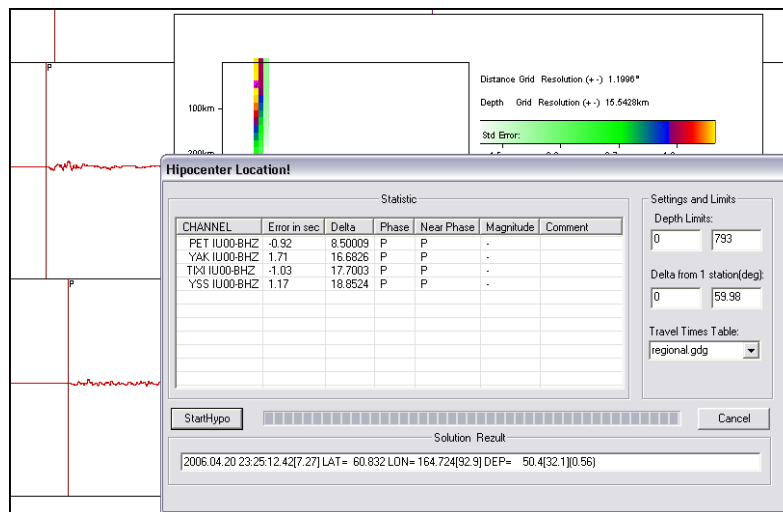 P
100km
200km
Distance Grid Resolution (+ -) 1.1996°
Depth Grid Resolution (+ -) 15.5428km
Std Error:
Hipocenter Location!
Statistic
CHANNEL Error in sec Delta Phase Near Phase Magnitude Comment
PET IU00-BHZ -0.92 8.50009 P P -
YAK IU00-BHZ 1.71 16.6826 P P -
TIXI IU00-BHZ -1.03 17.7003 P P -
YSS IU00-BHZ 1.17 18.8524 P P -
Settings and Limits
Depth Limits:
0 793
Delta from 1 station(deg):
0 59.98
Travel Times Table:
regional.gdg
P
StartHypo
Cancel
Solution Rezult
2006.04.20 23:25:12.42[7.27] LAT= 60.832 LON= 164.724[92.9] DEP= 50.4[32.1](0.56)